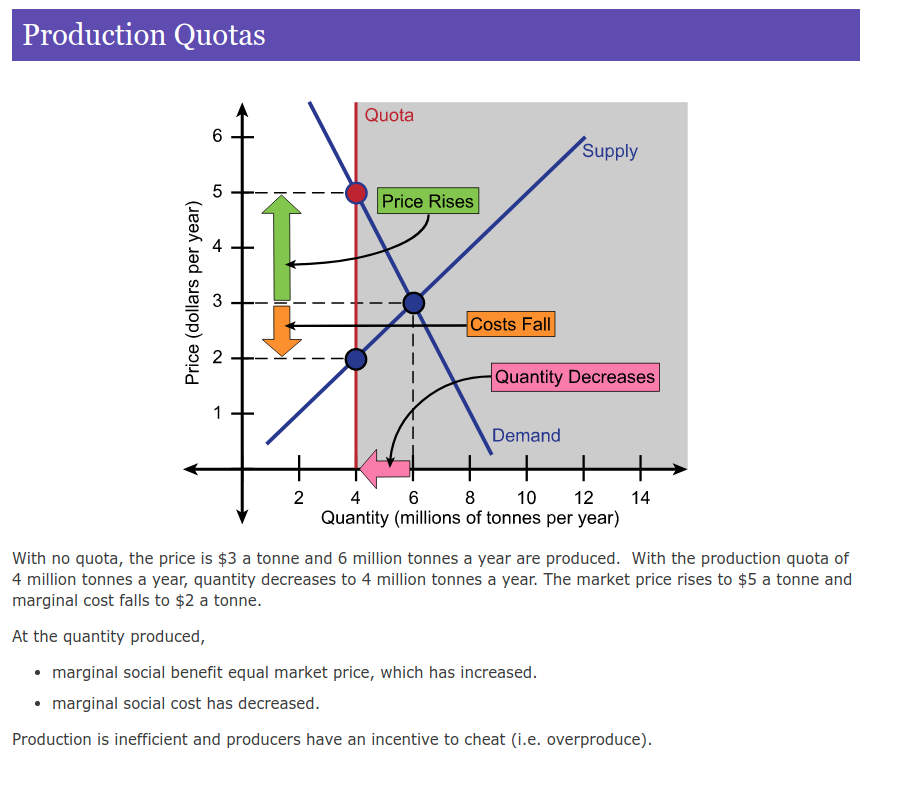 Production Quotas
Quota
6
Supply
5
Price Rises
4
Price (dollars per year)
3
Costs Fall
2
Quantity Decreases
1
Demand
2 4 6 8 10 12 14
Quantity (millions of tonnes per year)
With no quota, the price is $3 a tonne and 6 million tonnes a year are produced.  With the production quota of
4 million tonnes a year, quantity decreases to 4 million tonnes a year. The market price rises to $5 a tonne and
marginal cost falls to $2 a tonne.
At the quantity produced,
• marginal social benefit equal market price, which has increased.
• marginal social cost has decreased.
Production is inefficient and producers have an incentive to cheat (i.e. overproduce).